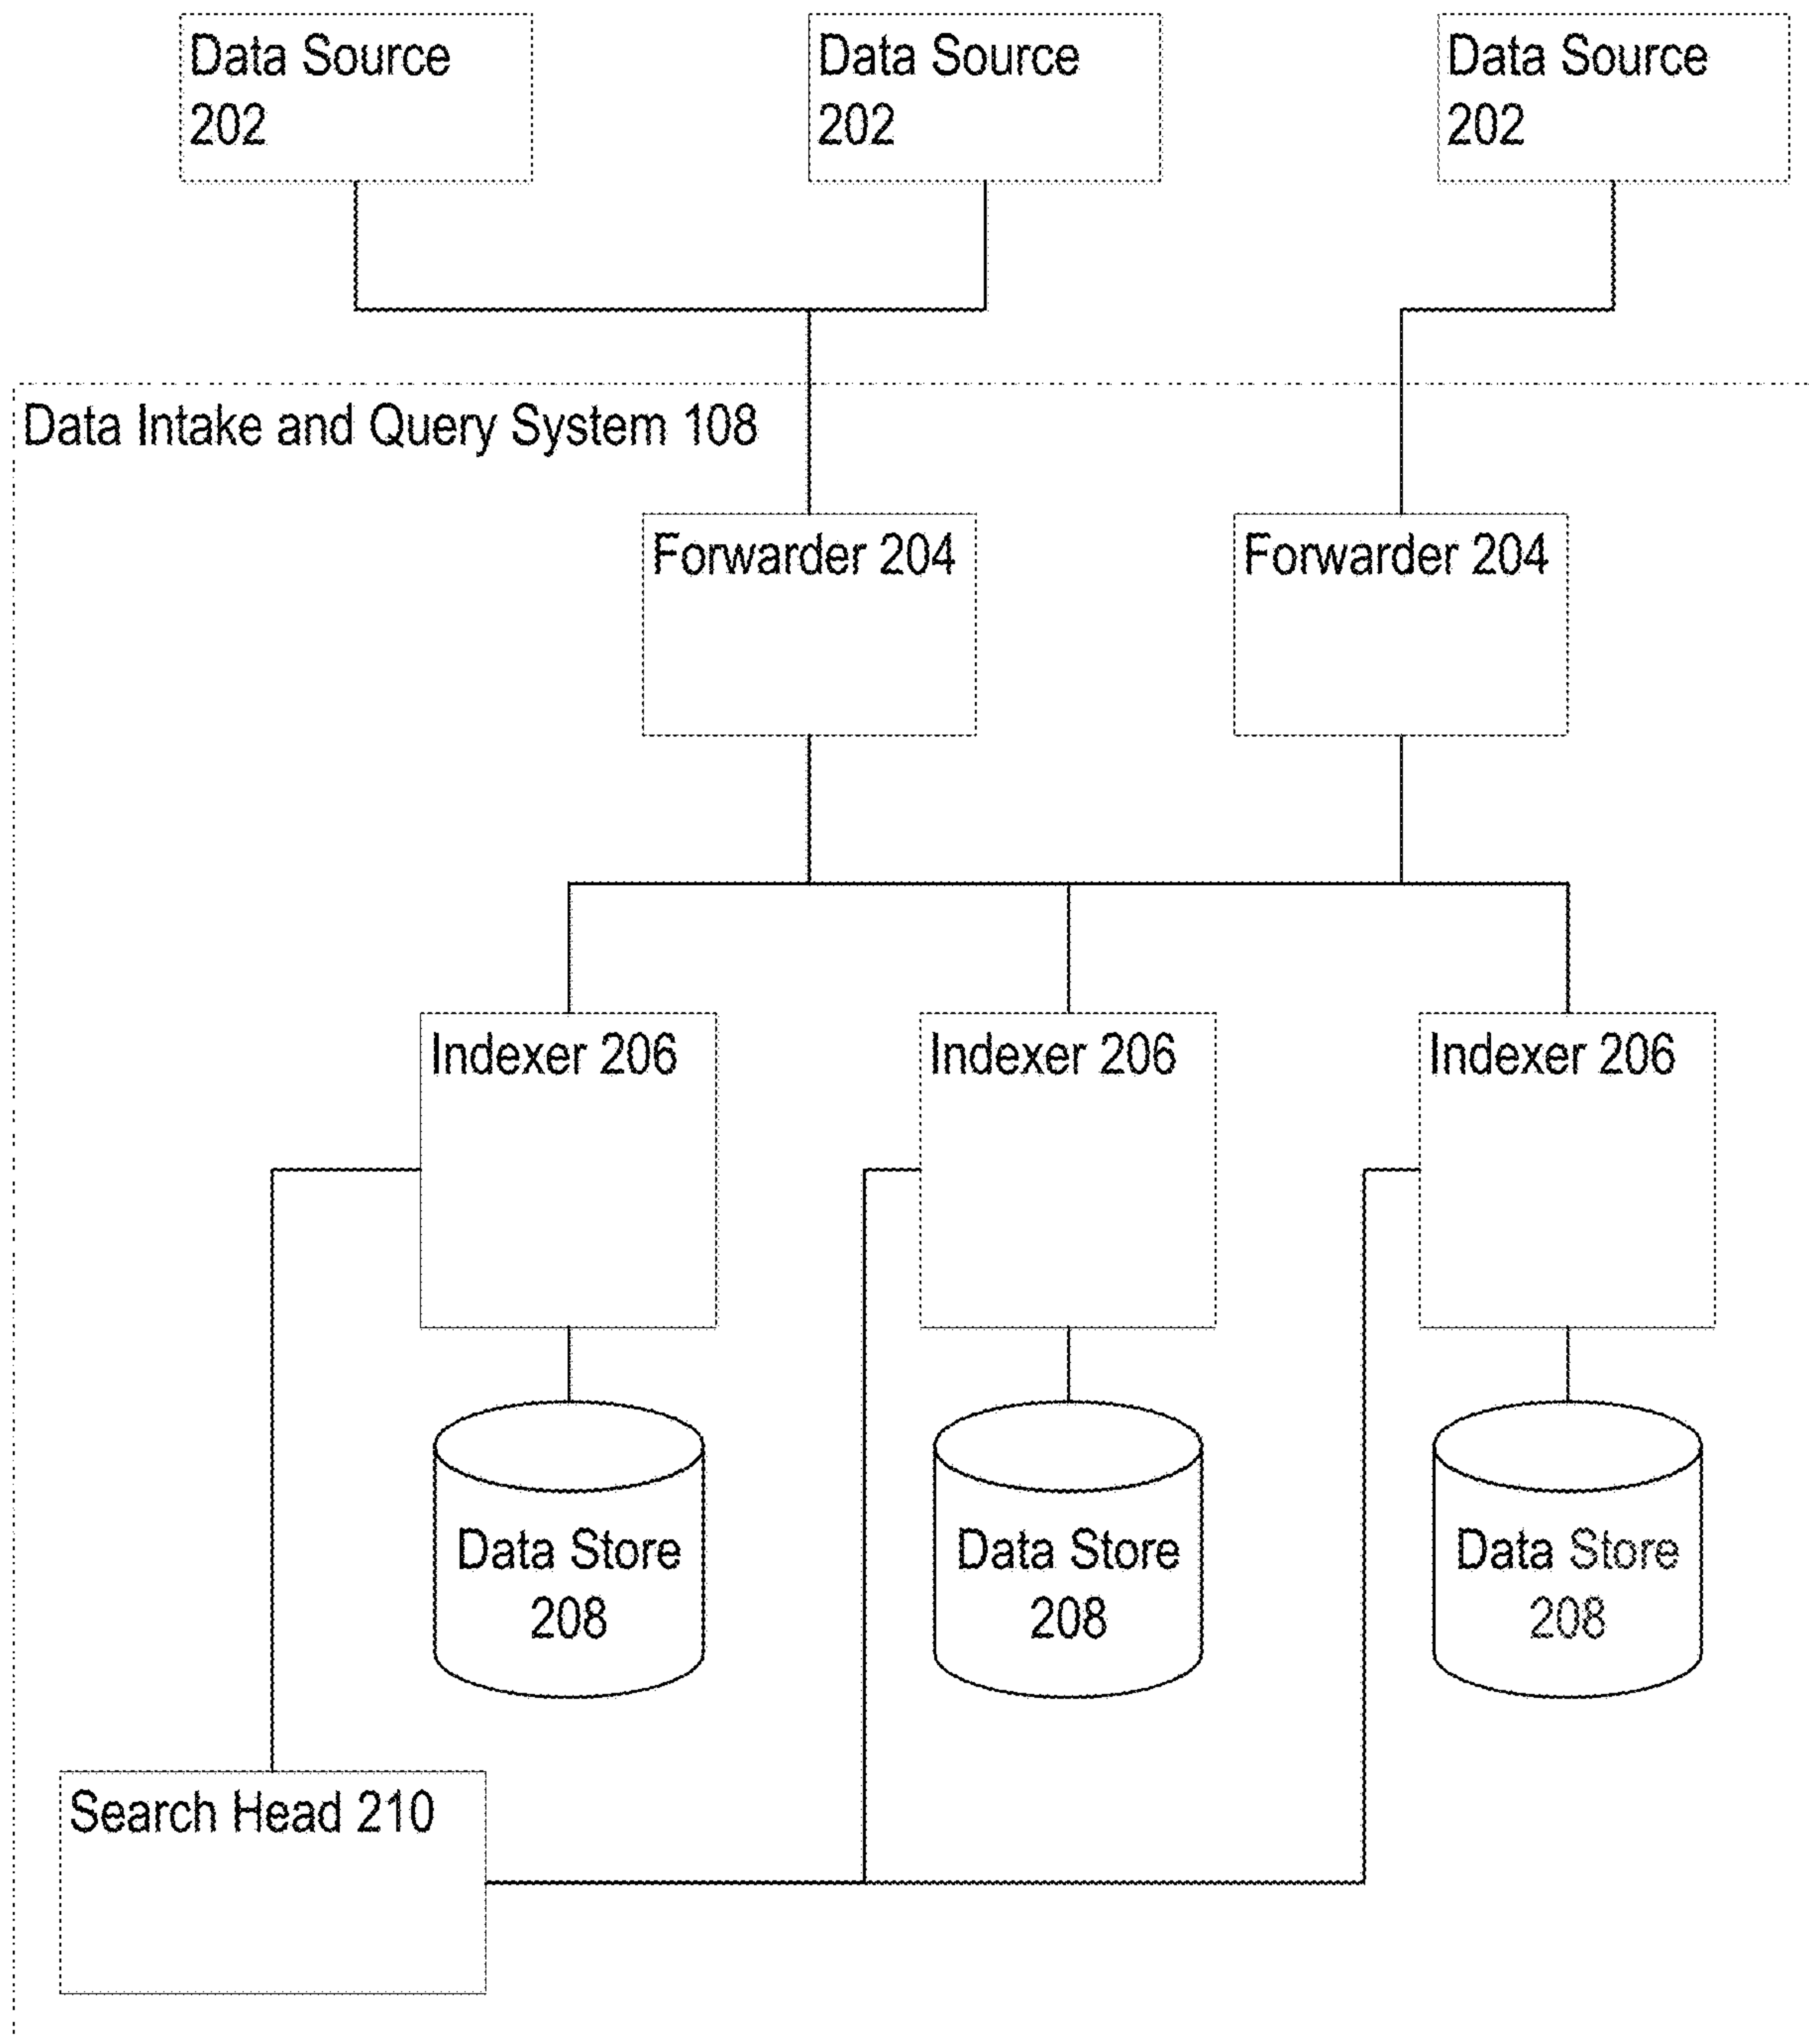 Data Source
202
Data Source
202
Data Source
202
Data Intake and Query System 108
Forwarder 204
Forwarder 204
Indexer 206
Indexer 206
Indexer 206
Data Store
208
Data Store
208
Data Store
208
Search Head 210